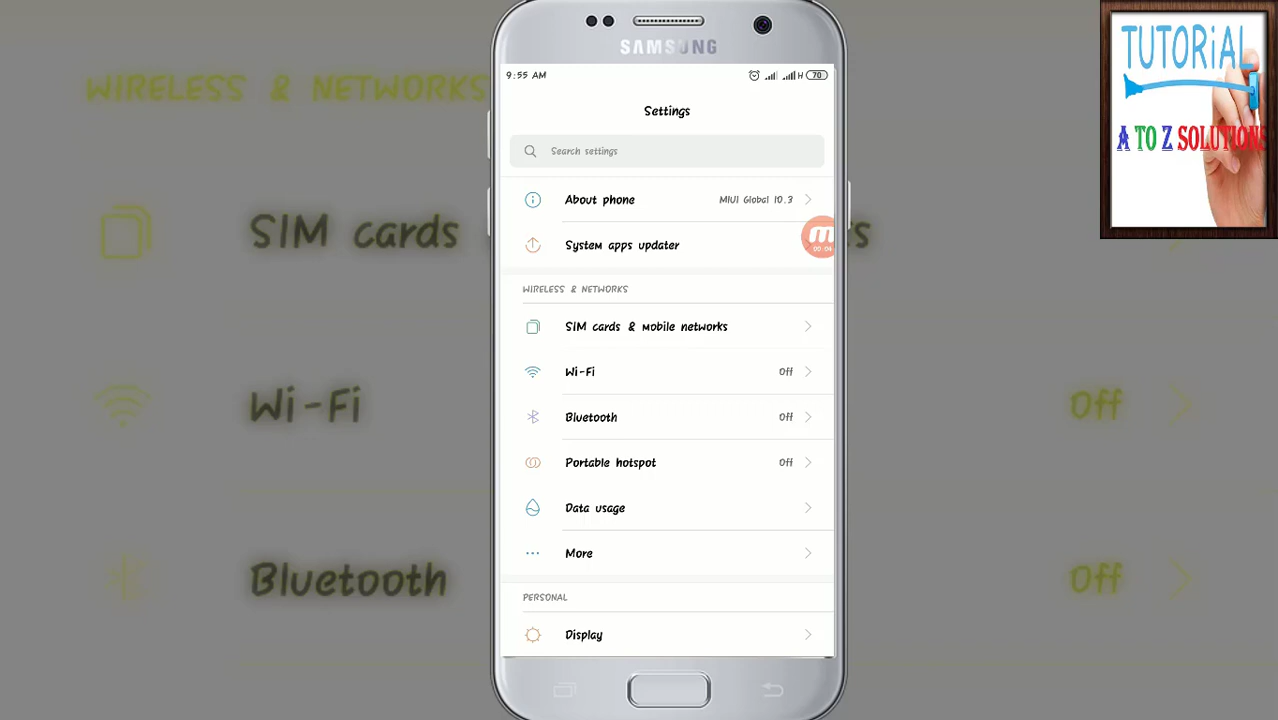 SAMSUNG
9:55 AM
H 70
Settings
Search settings
About phone MIUI Global 10.3
System apps updater
00:04
WIRELESS & NETWORKS
SIM cards & mobile networks
Wi-Fi Off
Bluetooth Off
Portable hotspot Off
Data usage
More
PERSONAL
Display
WIRELESS & NETWORKS
SIM cards
Wi-Fi Off
Bluetooth Off
TUTORiAL
A TO Z SOLUTIONS